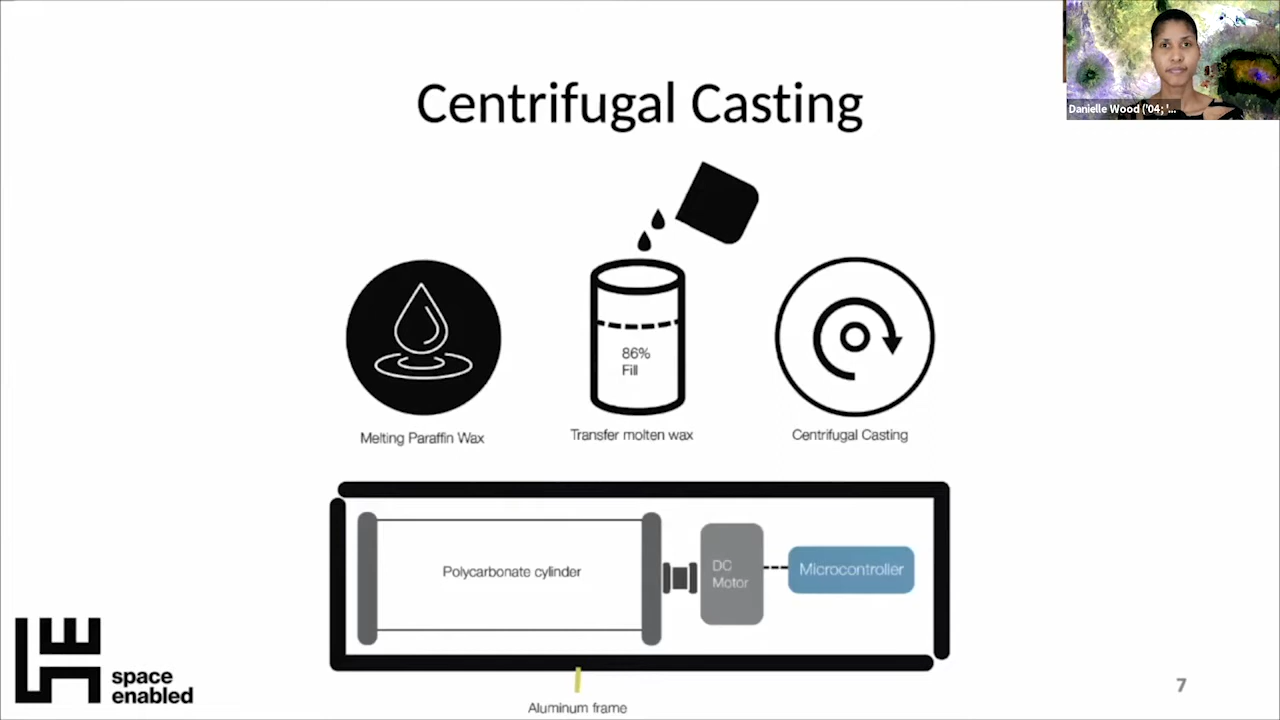 Centrifugal Casting
Danielle Wood ('04; '...
86%
Fill
Melting Paraffin Wax
Transfer molten wax
Centrifugal Casting
Polycarbonate cylinder
DC
Motor
Microcontroller
Aluminum frame
space
enabled
7